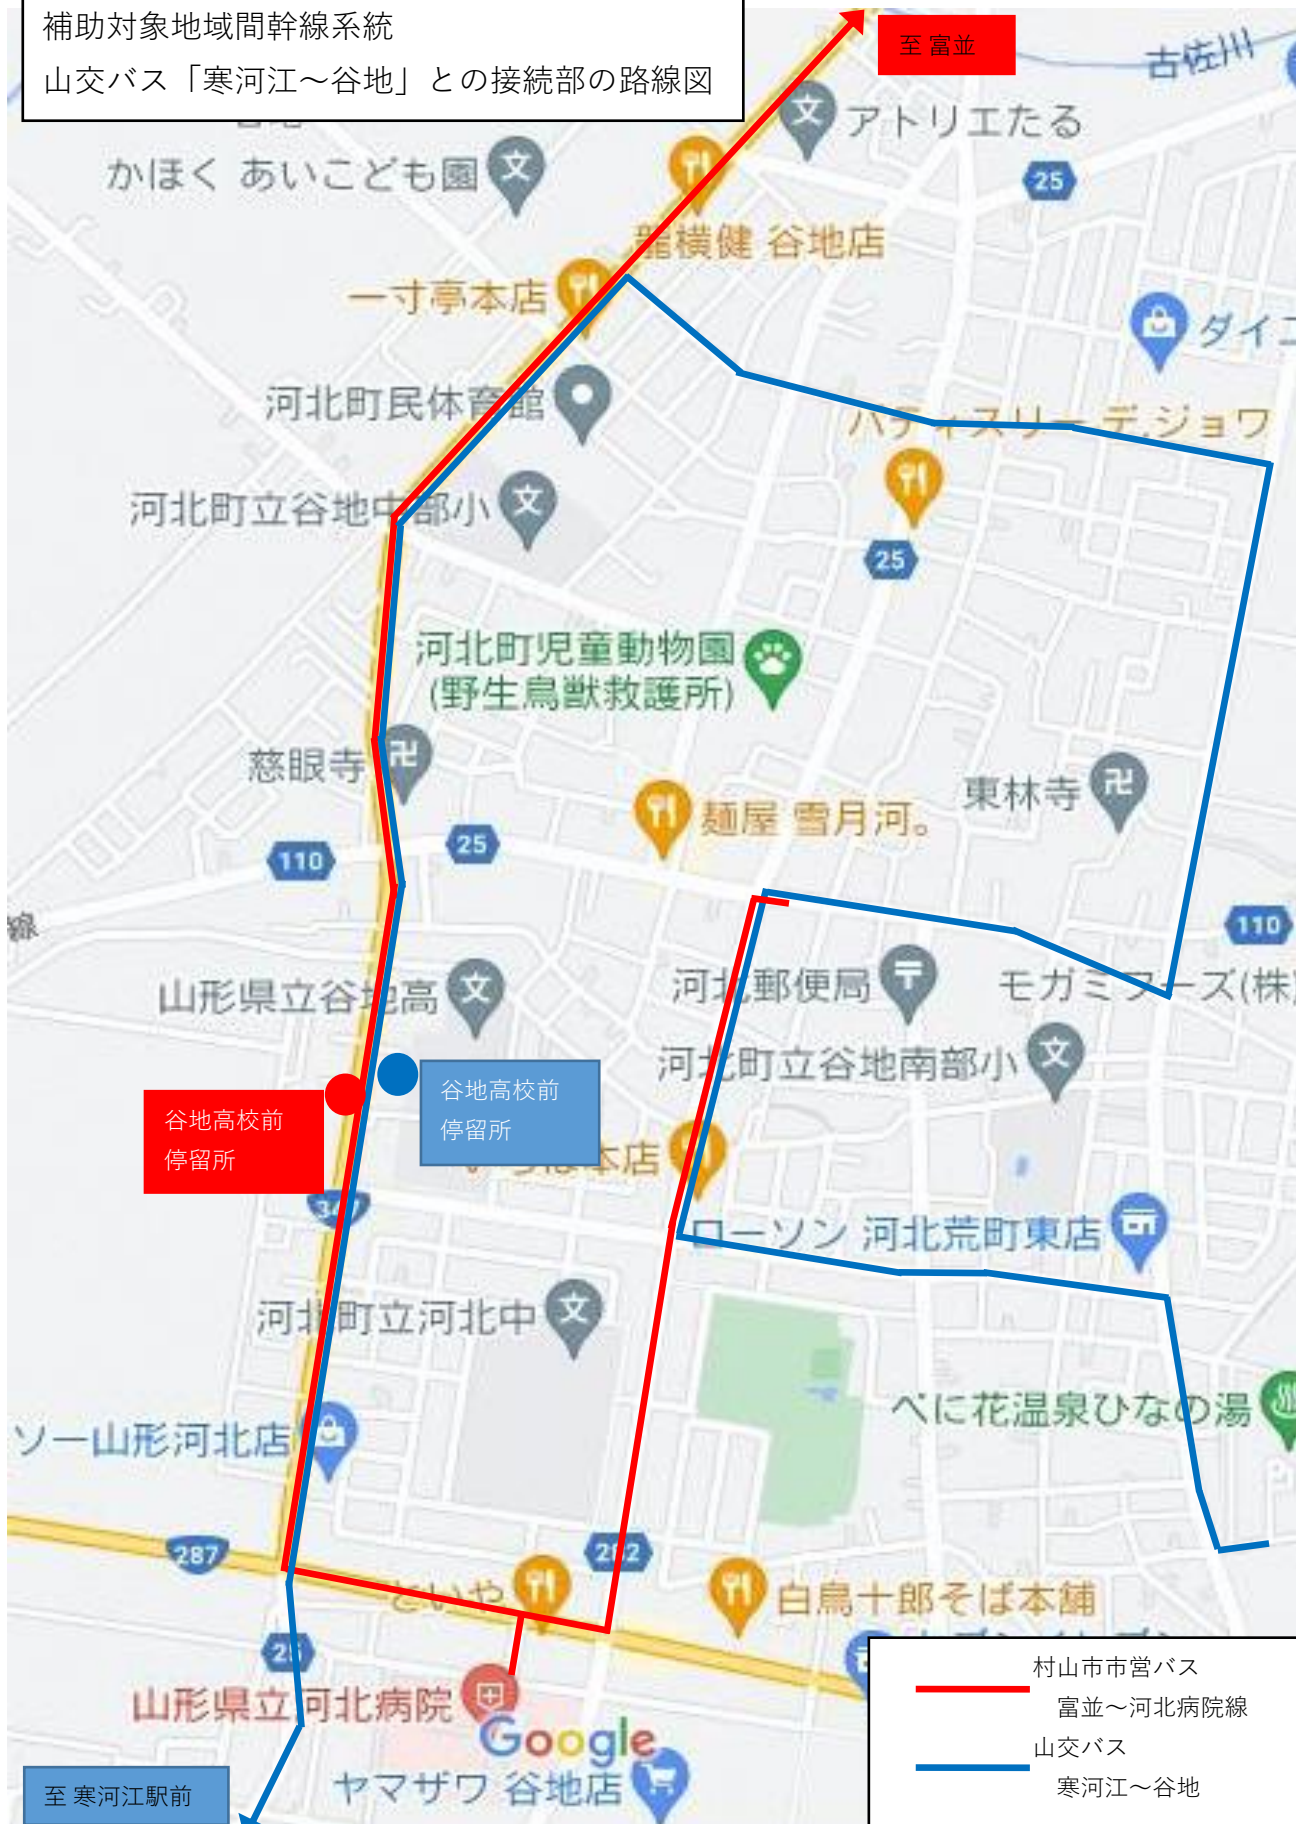 補助対象地域間幹線系統
山交バス「寒河江～谷地」との接続部の路線図
至 富並
古佐川
アトリエたる
かほく あいこども園
25
龍横健 谷地店
一寸亭本店
ダイ
河北町民体育館
パティスリー デ.ジョワ
河北町立谷地中部小
25
河北町児童動物園
(野生鳥獣救護所)
慈眼寺
東林寺
麺屋 雪月河。
25
110
110
線
河北郵便局
モガミフーズ(株)
山形県立谷地高
河北町立谷地南部小
谷地高校前
停留所
谷地高校前
停留所
本店
ローソン 河北荒町東店
河北町立河北中
べに花温泉ひなの湯
ソー山形河北店
287
282
といや
白鳥十郎そば本舗
山形県立河北病院
Google
ヤマザワ 谷地店
至 寒河江駅前
村山市市営バス
富並～河北病院線
山交バス
寒河江～谷地